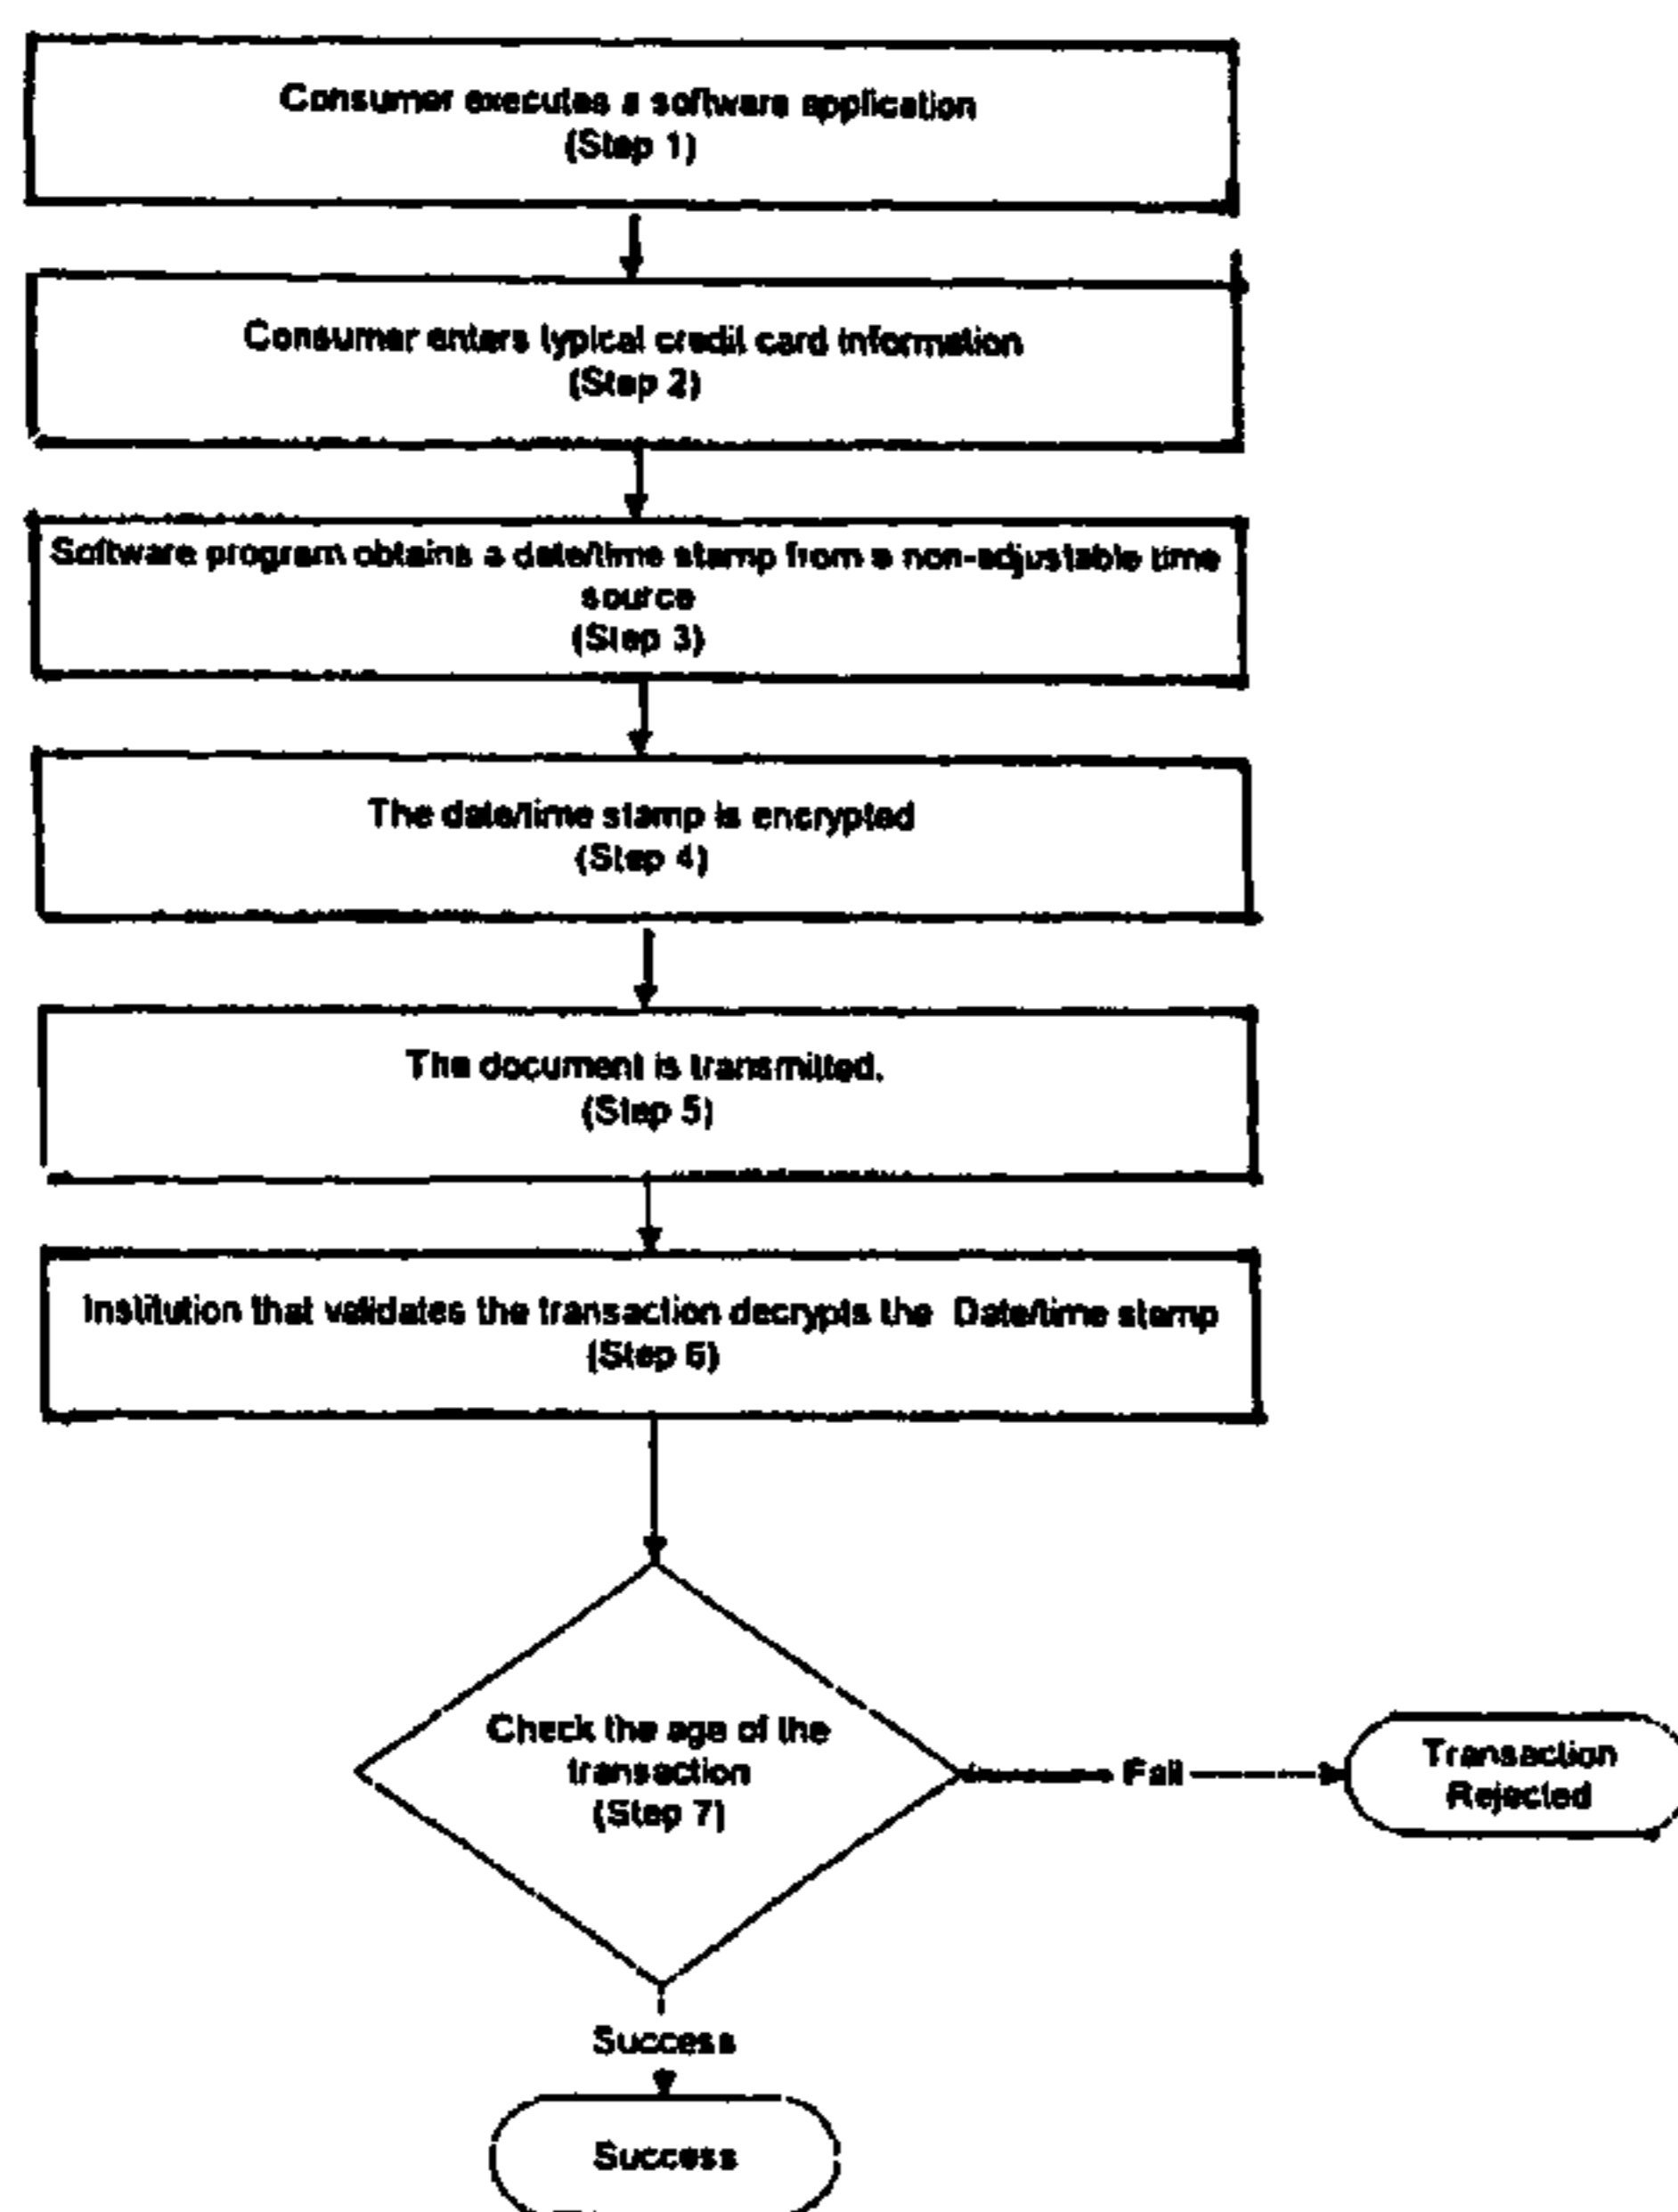 Consumer executes a software application
(Step 1)
Consumer enters typical credit card information
(Step 2)
Software program obtains a date/time stamp from a non-adjustable time
source
(Step 3)
The date/time stamp is encrypted
(Step 4)
The document is transmitted.
(Step 5)
Institution that validates the transaction decrypts the Date/time stamp
(Step 6)
Check the age of the
transaction
(Step 7)
Fail
Transaction
Rejected
Success
Success